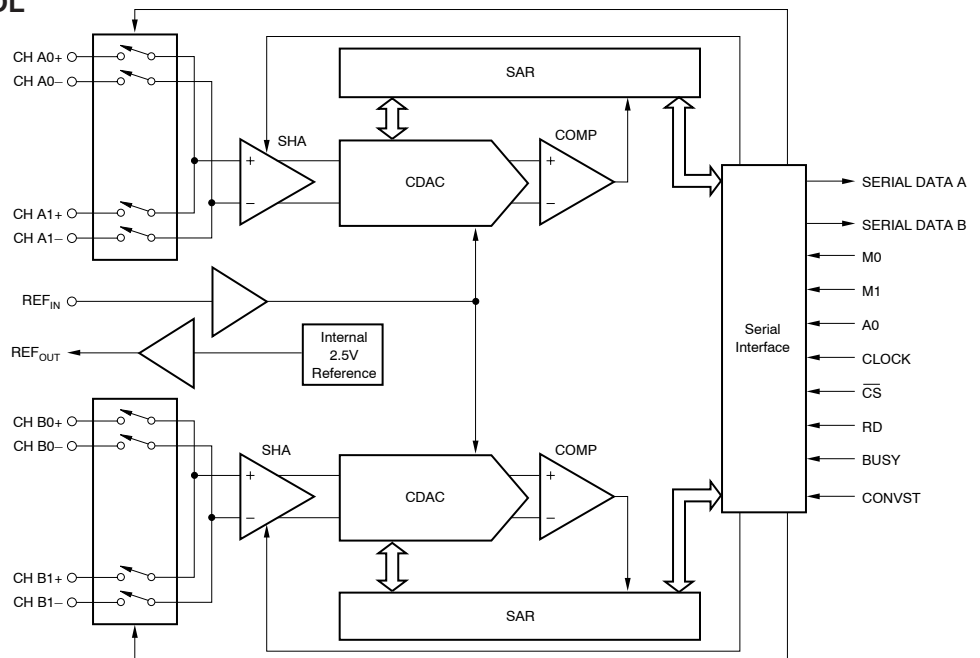 CH A0+
CH A0−
CH A1+
CH A1−
SHA
+
−
CDAC
SAR
COMP
+
−
REF_IN
REF_OUT
Internal
2.5V
Reference
CH B0+
CH B0−
CH B1+
CH B1−
SHA
+
−
CDAC
COMP
+
−
SAR
Serial
Interface
SERIAL DATA A
SERIAL DATA B
M0
M1
A0
CLOCK
C̅S̅
RD
BUSY
CONVST